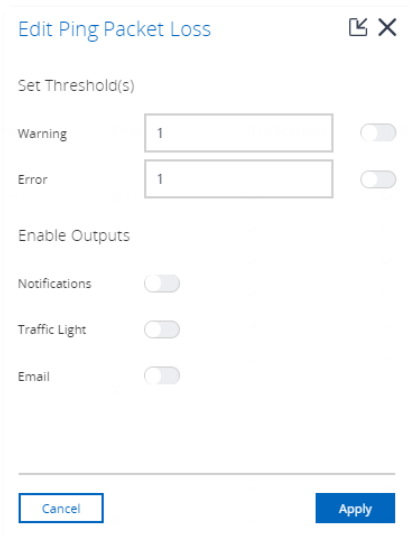 Edit Ping Packet Loss
Set Threshold(s)
Warning 1
Error 1
Enable Outputs
Notifications
Traffic Light
Email
Cancel Apply